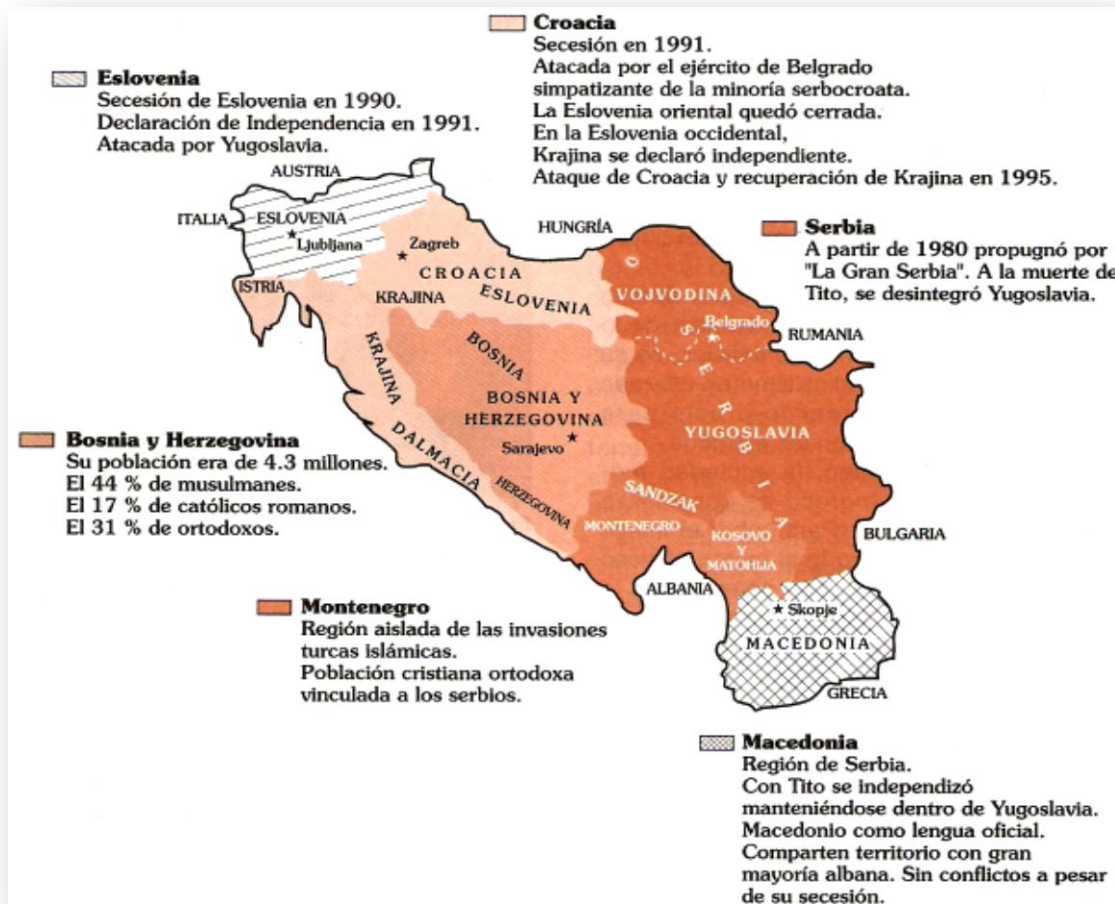 Croacia
Secesión en 1991.
Atacada por el ejército de Belgrado
simpatizante de la minoría serbocroata.
La Eslovenia oriental quedó cerrada.
En la Eslovenia occidental,
Krajina se declaró independiente.
Ataque de Croacia y recuperación de Krajina en 1995.
Eslovenia
Secesión de Eslovenia en 1990.
Declaración de Independencia en 1991.
Atacada por Yugoslavia.
AUSTRIA
ITALIA
ESLOVENIA
Ljubljana
HUNGRÍA
Zagreb
Serbia
A partir de 1980 propugnó por
"La Gran Serbia". A la muerte de
Tito, se desintegró Yugoslavia.
ISTRIA
CROACIA
ESLOVENIA
KRAJINA
VOJVODINA
Belgrado
RUMANIA
KRAJINA
BOSNIA
BOSNIA Y
HERZEGOVINA
Sarajevo
SERBIA
YUGOSLAVIA
DALMACIA
HERZEGOVINA
SANDZAK
MONTENEGRO
KOSOVO
Y
MATOHIJA
BULGARIA
ALBANIA
Bosnia y Herzegovina
Su población era de 4.3 millones.
El 44 % de musulmanes.
El 17 % de católicos romanos.
El 31 % de ortodoxos.
Skopje
MACEDONIA
GRECIA
Montenegro
Región aislada de las invasiones
turcas islámicas.
Población cristiana ortodoxa
vinculada a los serbios.
Macedonia
Región de Serbia.
Con Tito se independizó
manteniéndose dentro de Yugoslavia.
Macedonio como lengua oficial.
Comparten territorio con gran
mayoría albana. Sin conflictos a pesar
de su secesión.